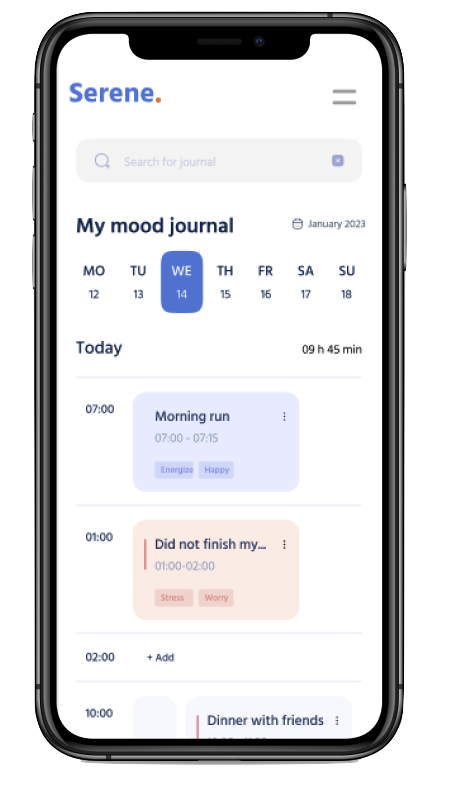 Serene.
Search for journal
My mood journal
January 2023
MO TU WE TH FR SA SU
12 13 14 15 16 17 18
Today
09 h 45 min
07:00
Morning run
07:00 - 07:15
Energize Happy
01:00
Did not finish my...
01:00-02:00
Stress Worry
02:00 + Add
10:00
Dinner with friends